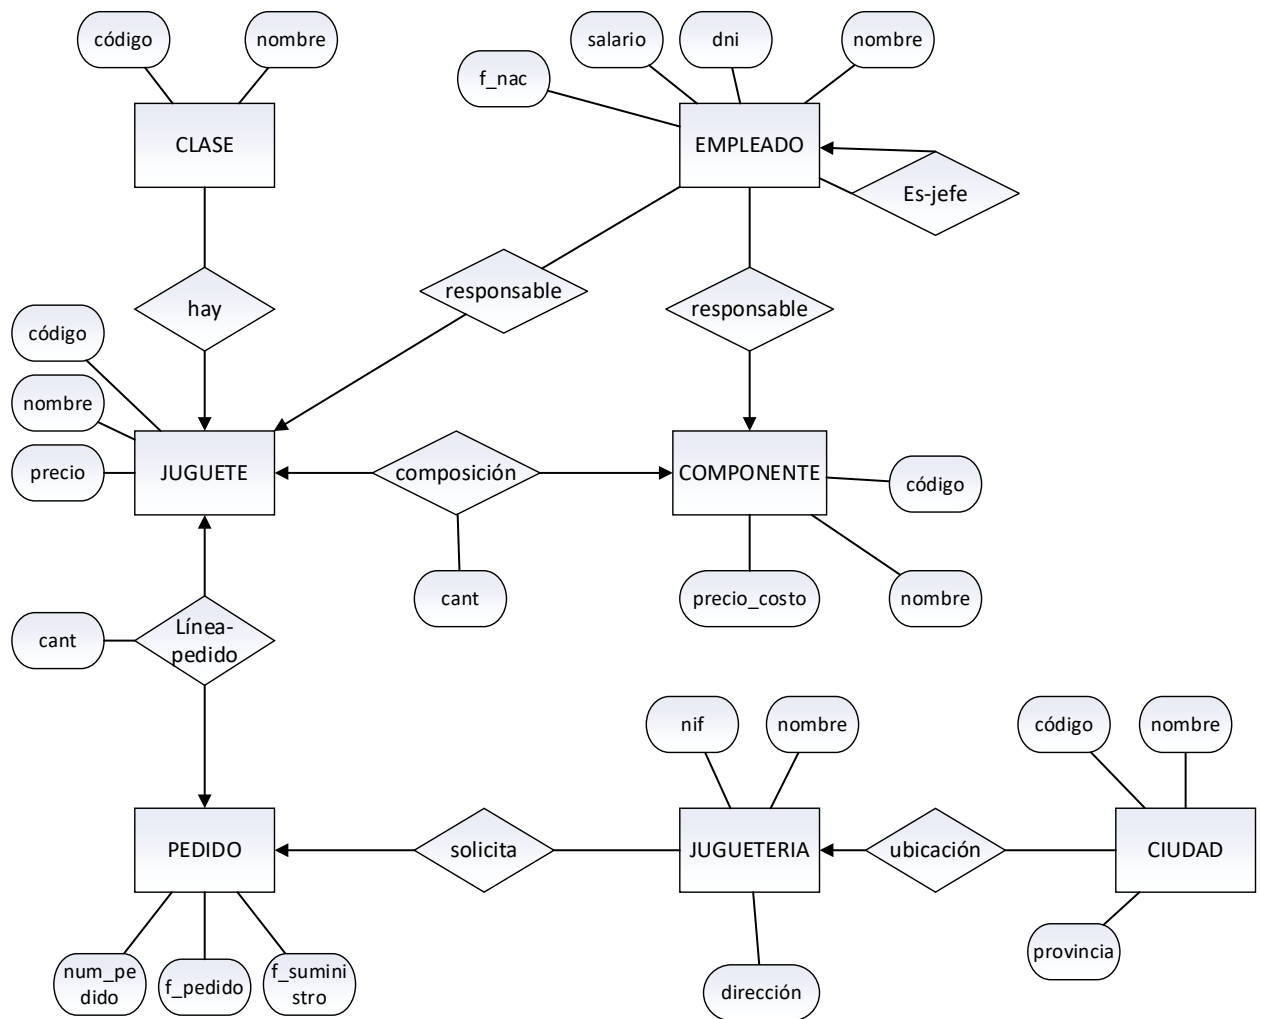 código
nombre
salario
dni
nombre
f_nac
CLASE
EMPLEADO
Es-jefe
responsable
hay
responsable
código
nombre
precio
JUGUETE
composición
COMPONENTE
código
cant
precio_costo
nombre
cant
Línea-
pedido
nif
nombre
código
nombre
PEDIDO
solicita
JUGUETERIA
ubicación
CIUDAD
provincia
num_pe
dido
f_pedido
f_sumini
stro
dirección